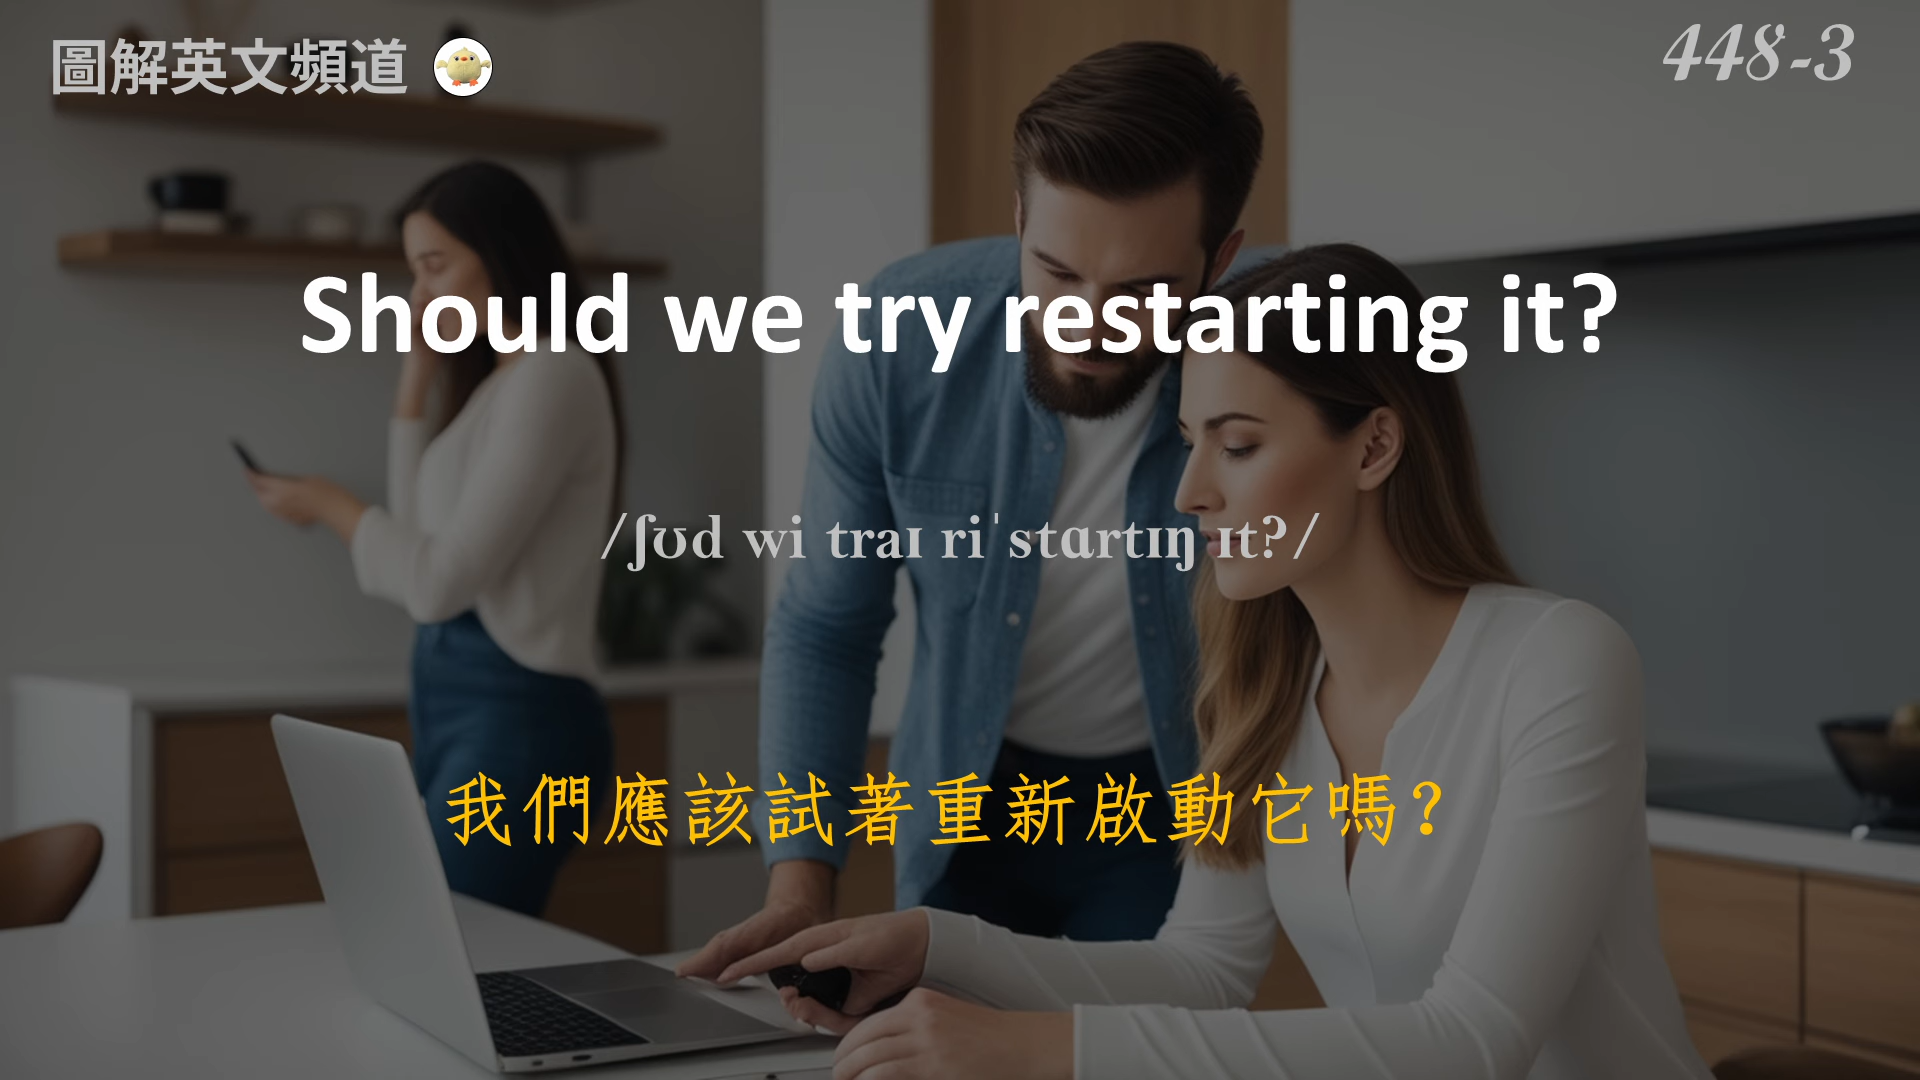 圖解英文頻道
448-3
Should we try restarting it?
/ʃʊd wi traɪ riˈstɑrtɪŋ ɪt?/
我們應該試著重新啟動它嗎？